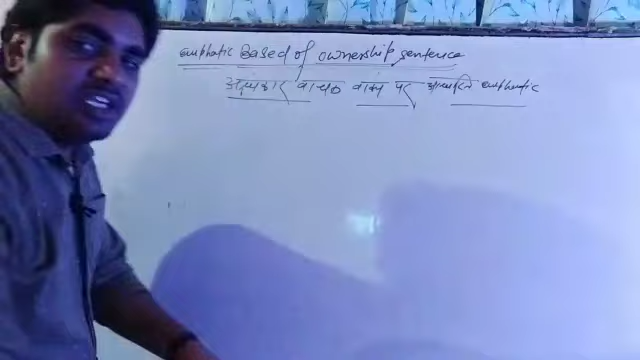 emphatic Based of ownership sentence
अधिकार वाचक वाक्य पर आधारित emphatic